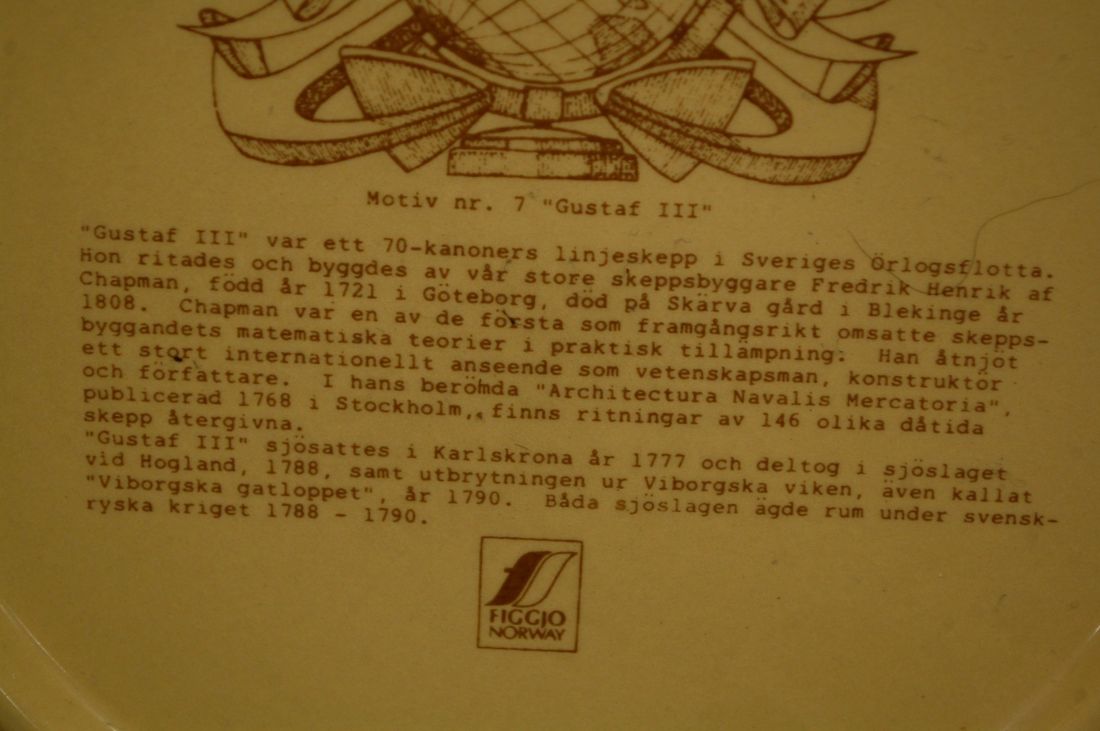 Motiv nr. 7 "Gustaf III"
"Gustaf III" var ett 70-kanoners linjeskepp i Sveriges Örlogsflotta.
Hon ritades och byggdes av vår store skeppsbyggare Fredrik Henrik af
Chapman, född år 1721 i Göteborg, död på Skärva gård i Blekinge år
1808. Chapman var en av de första som framgångsrikt omsatte skepps-
byggandets matematiska teorier i praktisk tillämpning. Han åtnjöt
ett stort internationellt anseende som vetenskapsman, konstruktör
och författare. I hans berömda "Architectura Navalis Mercatoria",
publicerad 1768 i Stockholm, finns ritningar av 146 olika dåtida
skepp återgivna.
"Gustaf III" sjösattes i Karlskrona år 1777 och deltog i sjöslaget
vid Hogland, 1788, samt utbrytningen ur Viborgska viken, även kallat
"Viborgska gatloppet", år 1790. Båda sjöslagen ägde rum under svensk-
ryska kriget 1788 - 1790.
FIGGJO
NORWAY